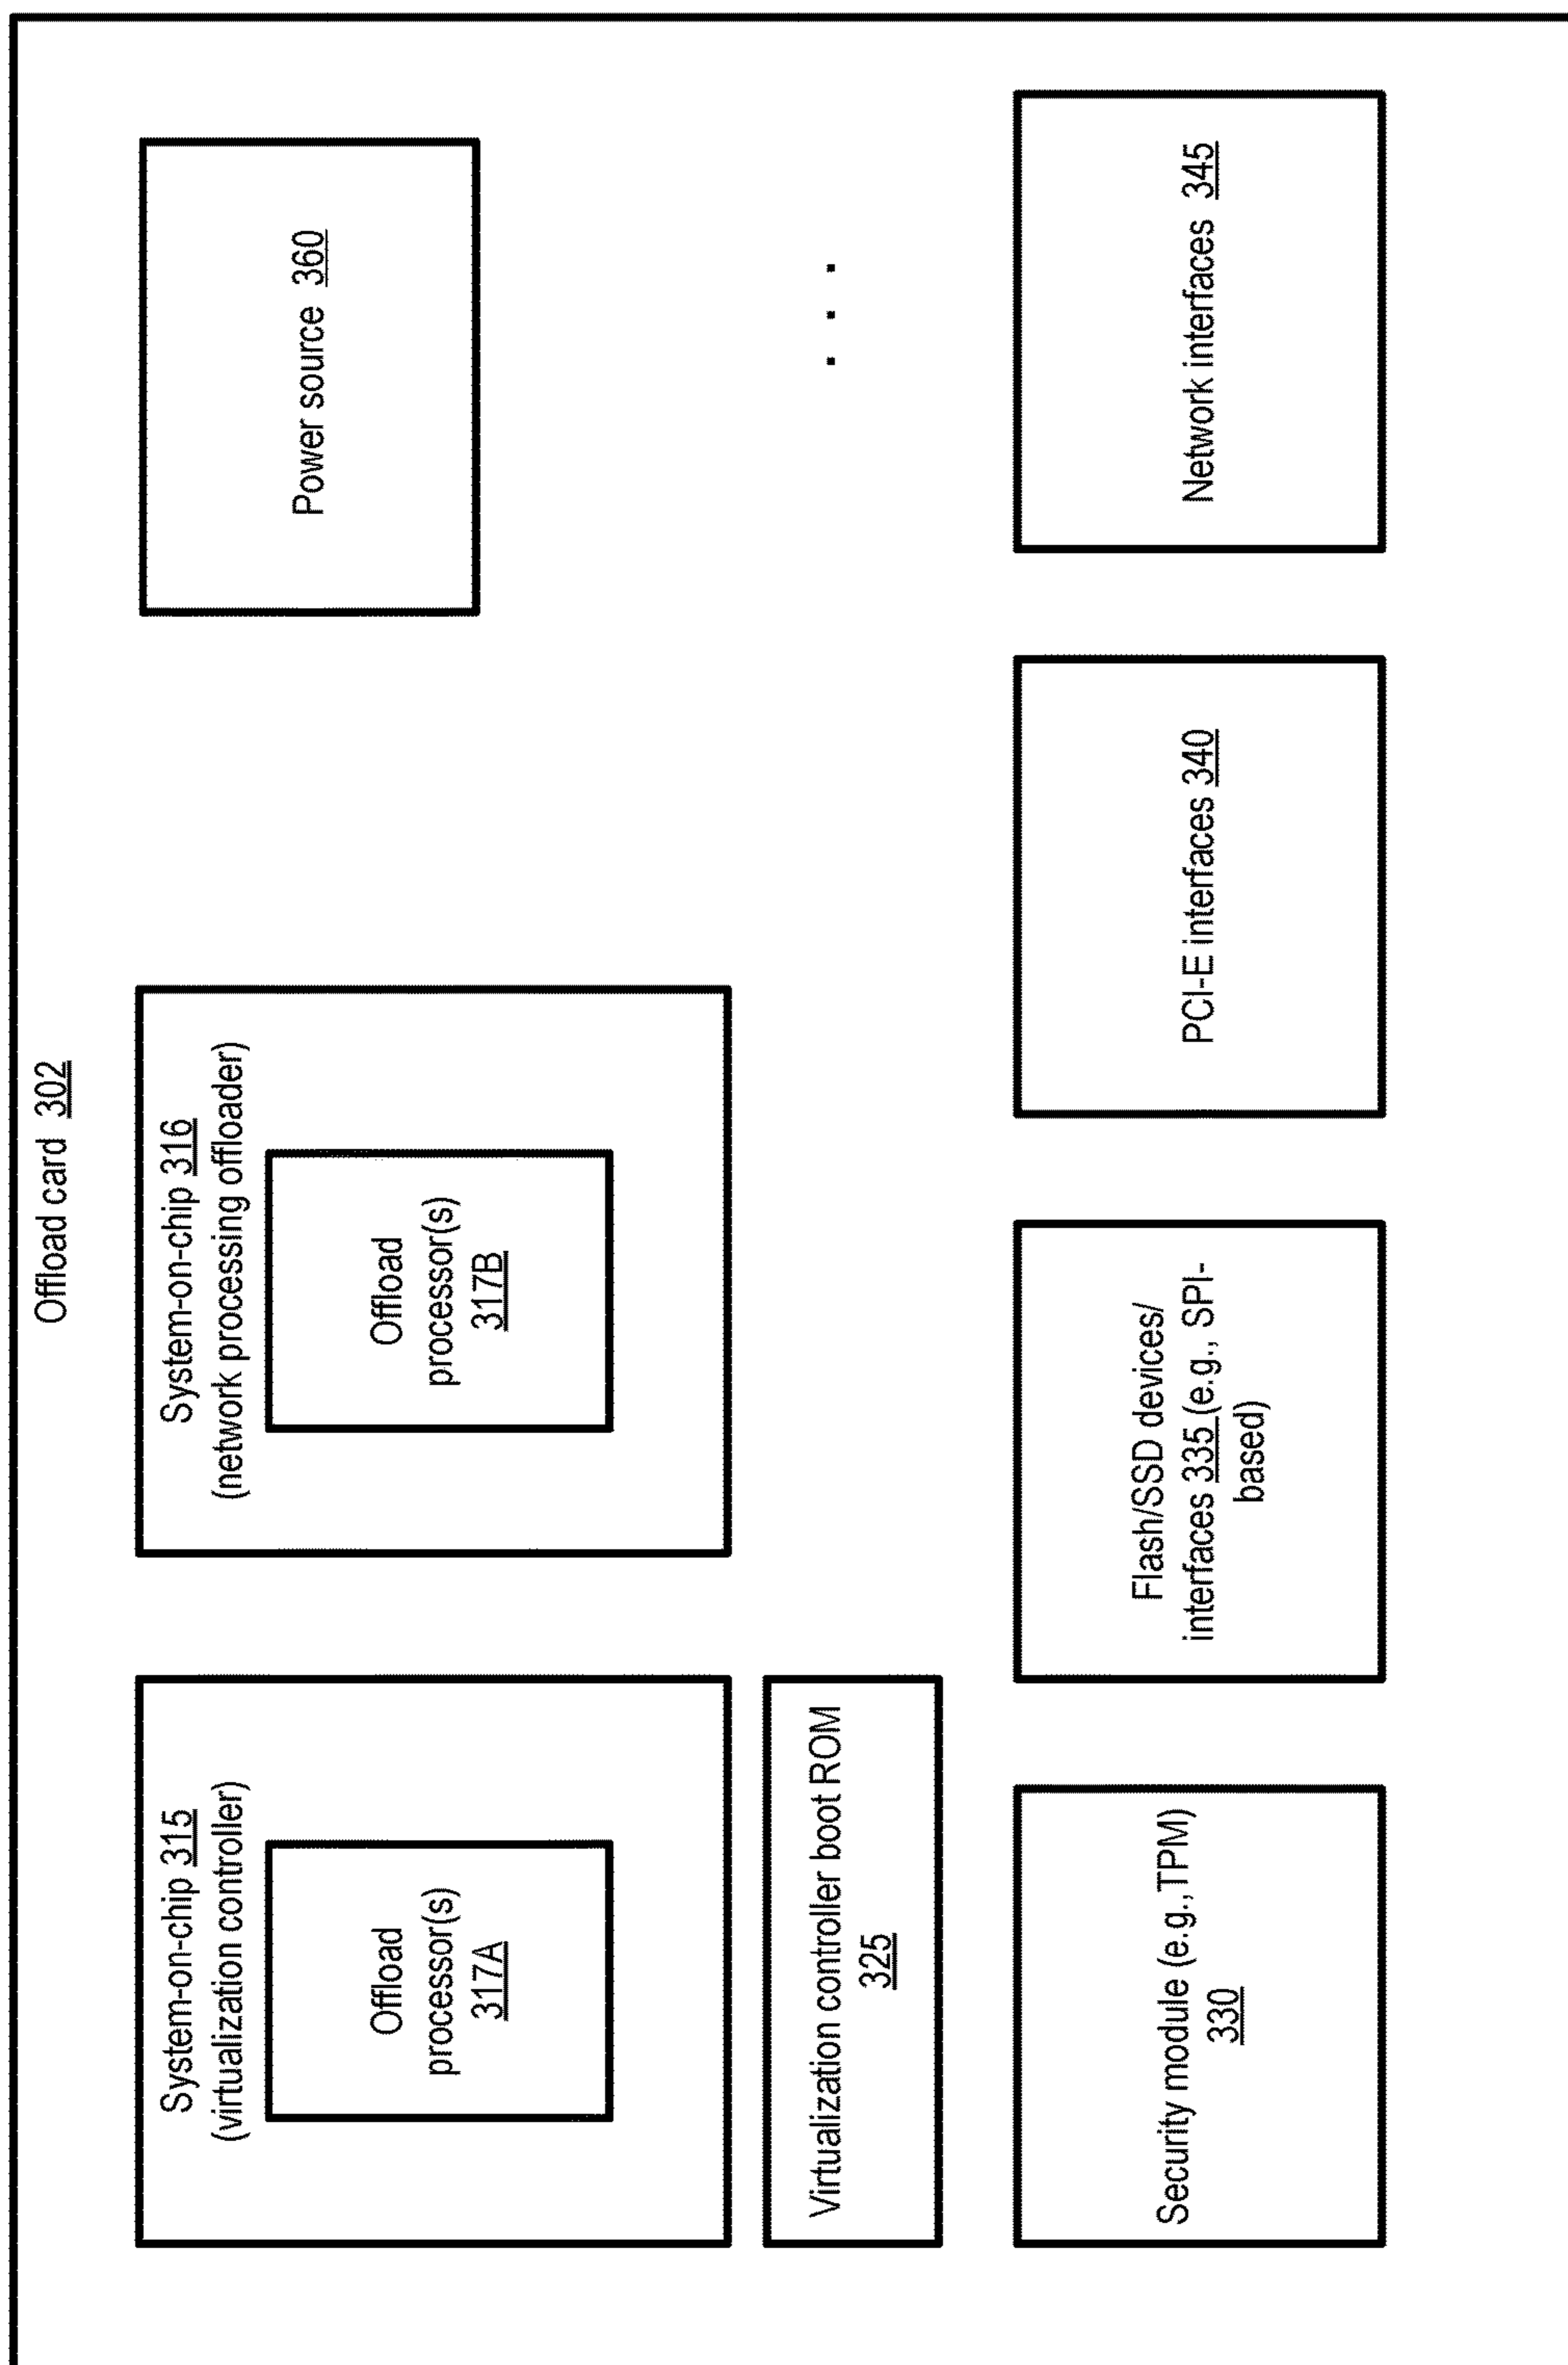 Offload card 302
System-on-chip 315
(virtualization controller)
Offload
processor(s)
317A
System-on-chip 316
(network processing offloader)
Offload
processor(s)
317B
Power source 360
Virtualization controller boot ROM
325
. . .
Security module (e.g.,TPM)
330
Flash/SSD devices/
interfaces 335 (e.g., SPI-
based)
PCI-E interfaces 340
Network interfaces 345